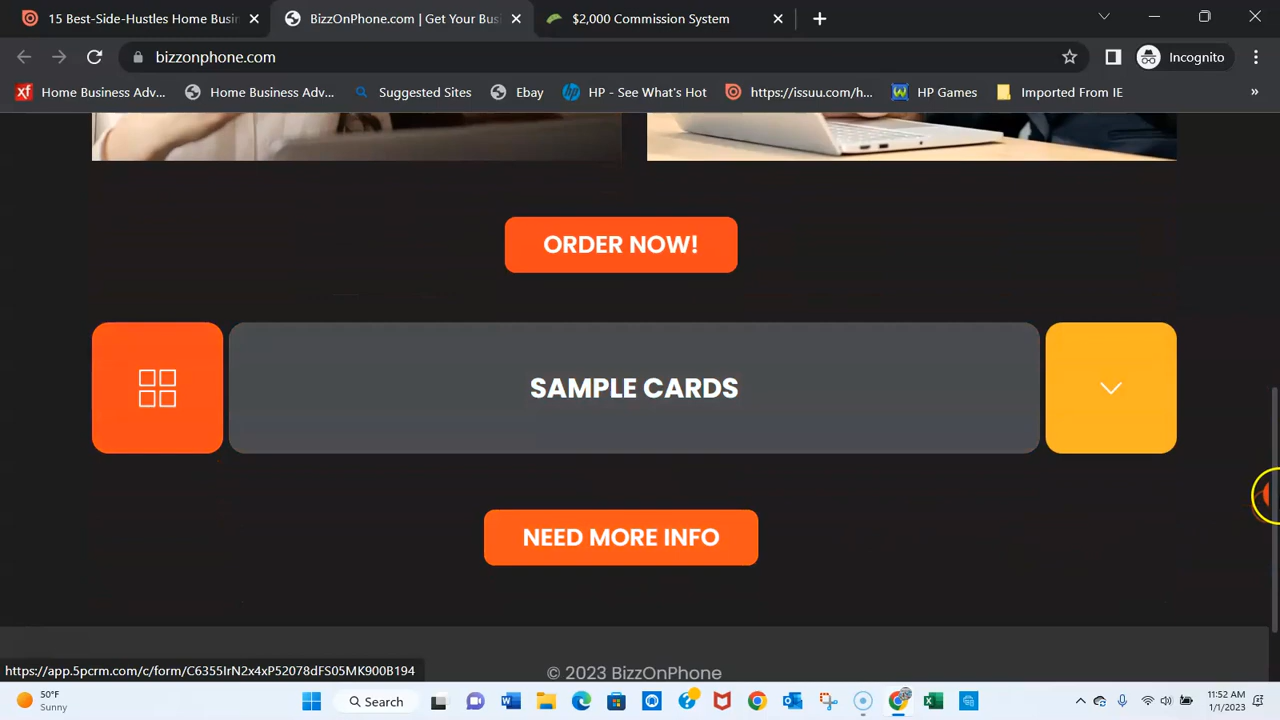 15 Best-Side-Hustles Home Busin
BizzOnPhone.com | Get Your Busi
$2,000 Commission System
bizzonphone.com
Incognito
xf Home Business Adv...
Home Business Adv...
Suggested Sites
Ebay
HP - See What's Hot
https://issuu.com/h...
HP Games
Imported From IE
»
ORDER NOW!
SAMPLE CARDS
NEED MORE INFO
https://app.5pcrm.com/c/form/C6355IrN2x4xP52078dFS05MK900B194
© 2023 BizzOnPhone
50°F
Sunny
Search
11:52 AM
1/1/2023